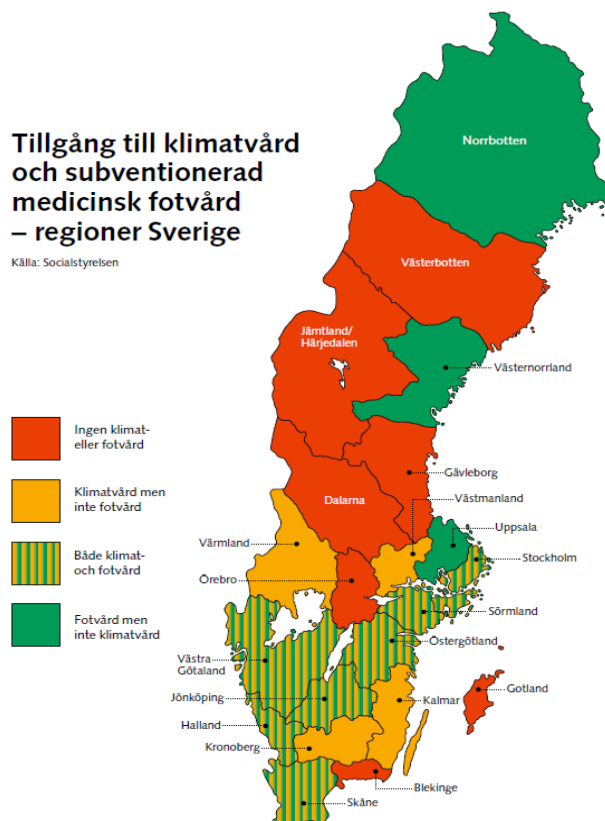 Tillgång till klimatvård
och subventionerad
medicinsk fotvård
– regioner Sverige
Källa: Socialstyrelsen
Norrbotten
Västerbotten
Jämtland/
Härjedalen
Västernorrland
Ingen klimat-
eller fotvård
Klimatvård men
inte fotvård
Både klimat-
och fotvård
Fotvård men
inte klimatvård
Gävleborg
Dalarna
Västmanland
Uppsala
Värmland
Stockholm
Örebro
Sörmland
Östergötland
Västra
Götaland
Gotland
Jönköping
Kalmar
Halland
Kronoberg
Blekinge
Skåne